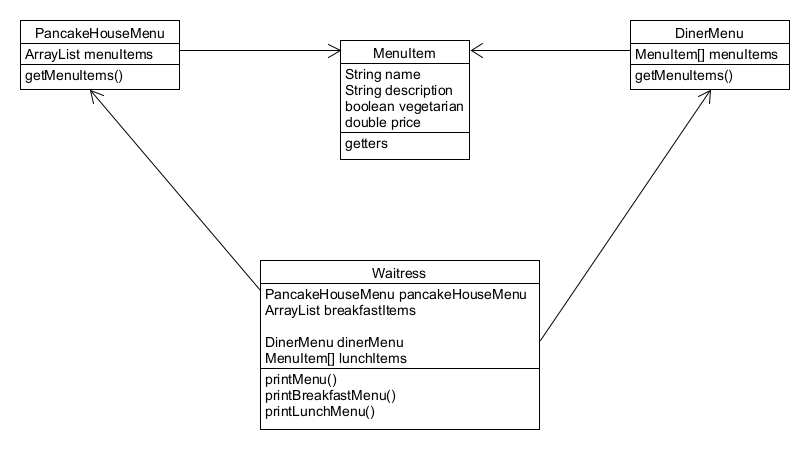 PancakeHouseMenu
ArrayList menuItems
getMenuItems()
MenuItem
String name
String description
boolean vegetarian
double price
getters
DinerMenu
MenuItem[] menuItems
getMenuItems()
Waitress
PancakeHouseMenu pancakeHouseMenu
ArrayList breakfastItems
DinerMenu dinerMenu
MenuItem[] lunchItems
printMenu()
printBreakfastMenu()
printLunchMenu()